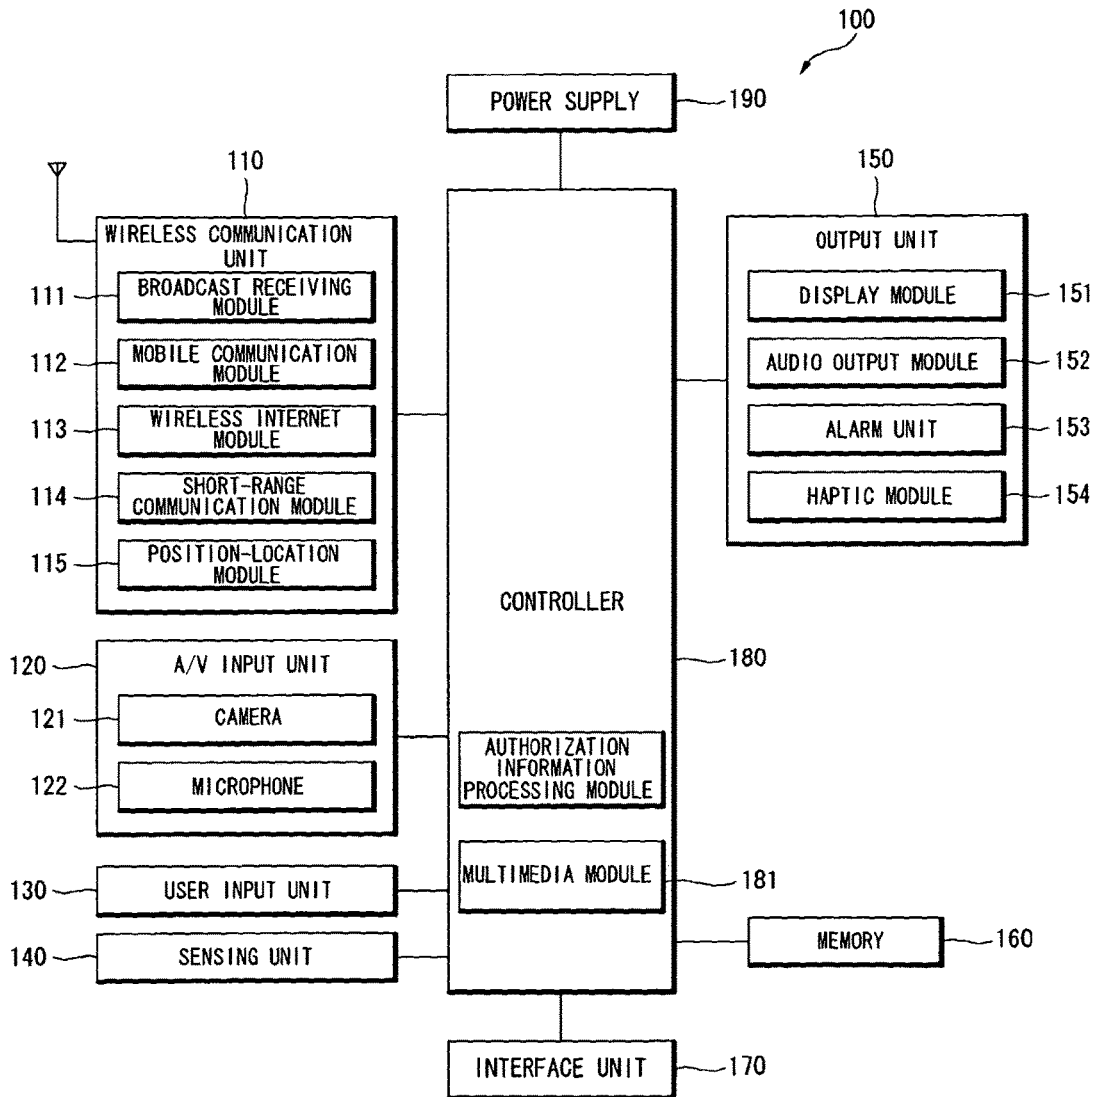 100
POWER SUPPLY
190
110
WIRELESS COMMUNICATION
UNIT
111
BROADCAST RECEIVING
MODULE
112
MOBILE COMMUNICATION
MODULE
113
WIRELESS INTERNET
MODULE
114
SHORT-RANGE
COMMUNICATION MODULE
115
POSITION-LOCATION
MODULE
120
A/V INPUT UNIT
121
CAMERA
122
MICROPHONE
130
USER INPUT UNIT
140
SENSING UNIT
CONTROLLER
180
AUTHORIZATION
INFORMATION
PROCESSING MODULE
MULTIMEDIA MODULE
181
150
OUTPUT UNIT
DISPLAY MODULE
151
AUDIO OUTPUT MODULE
152
ALARM UNIT
153
HAPTIC MODULE
154
MEMORY
160
INTERFACE UNIT
170